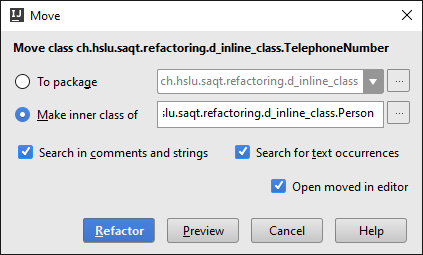 Move
Move class ch.hslu.saqt.refactoring.d_inline_class.TelephoneNumber
To package
ch.hslu.saqt.refactoring.d_inline_class
...
Make inner class of
slu.saqt.refactoring.d_inline_class.Person
...
Search in comments and strings
Search for text occurrences
Open moved in editor
Refactor
Preview
Cancel
Help